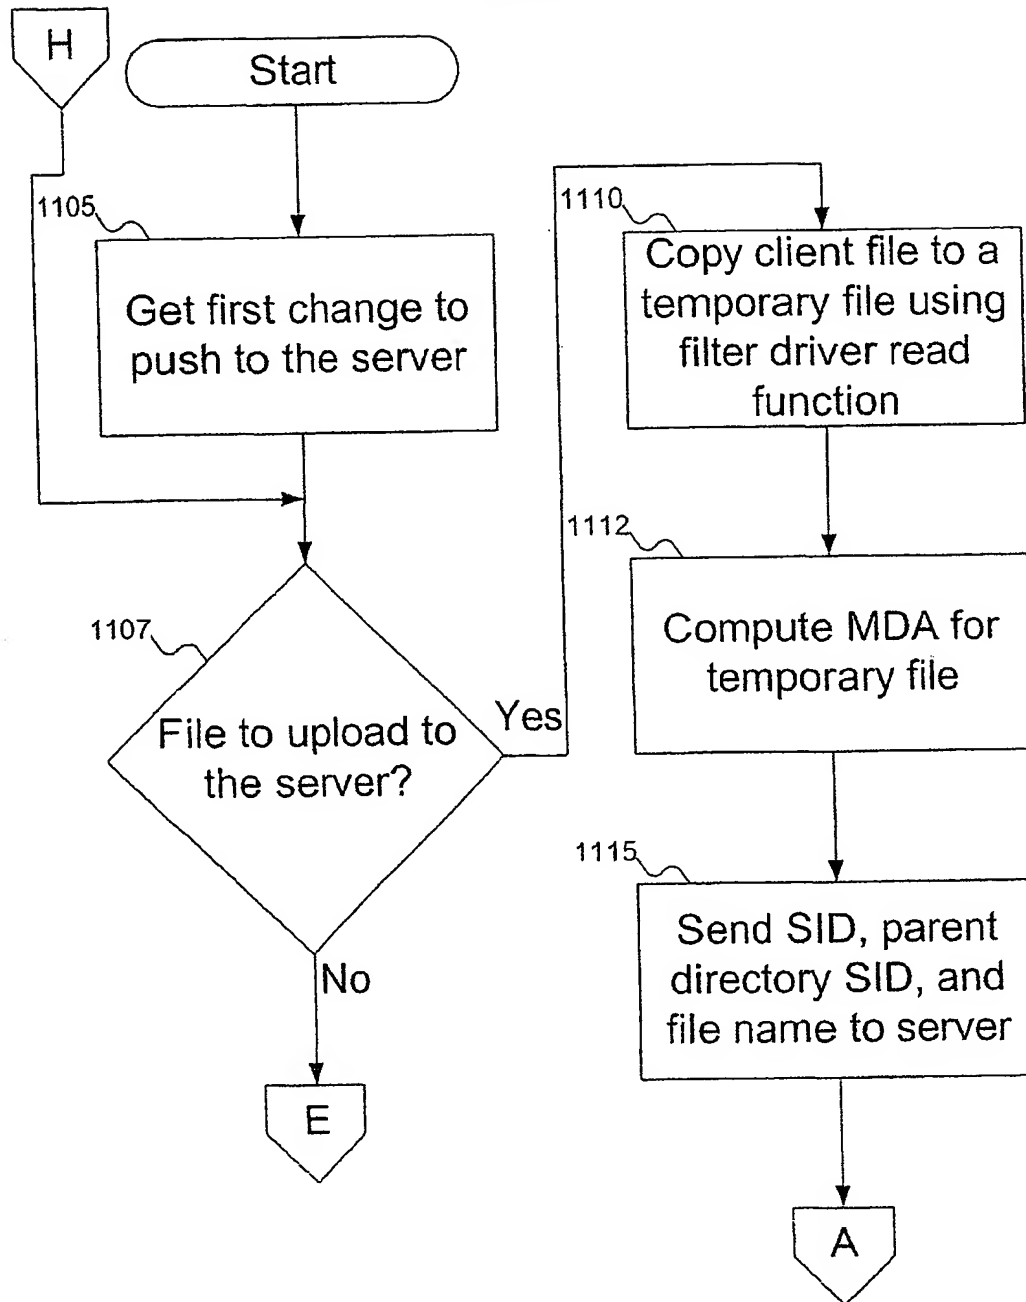 H
Start
1105
Get first change to
push to the server
1107
File to upload to
the server?
Yes
No
E
1110
Copy client file to a
temporary file using
filter driver read
function
1112
Compute MDA for
temporary file
1115
Send SID, parent
directory SID, and
file name to server
A